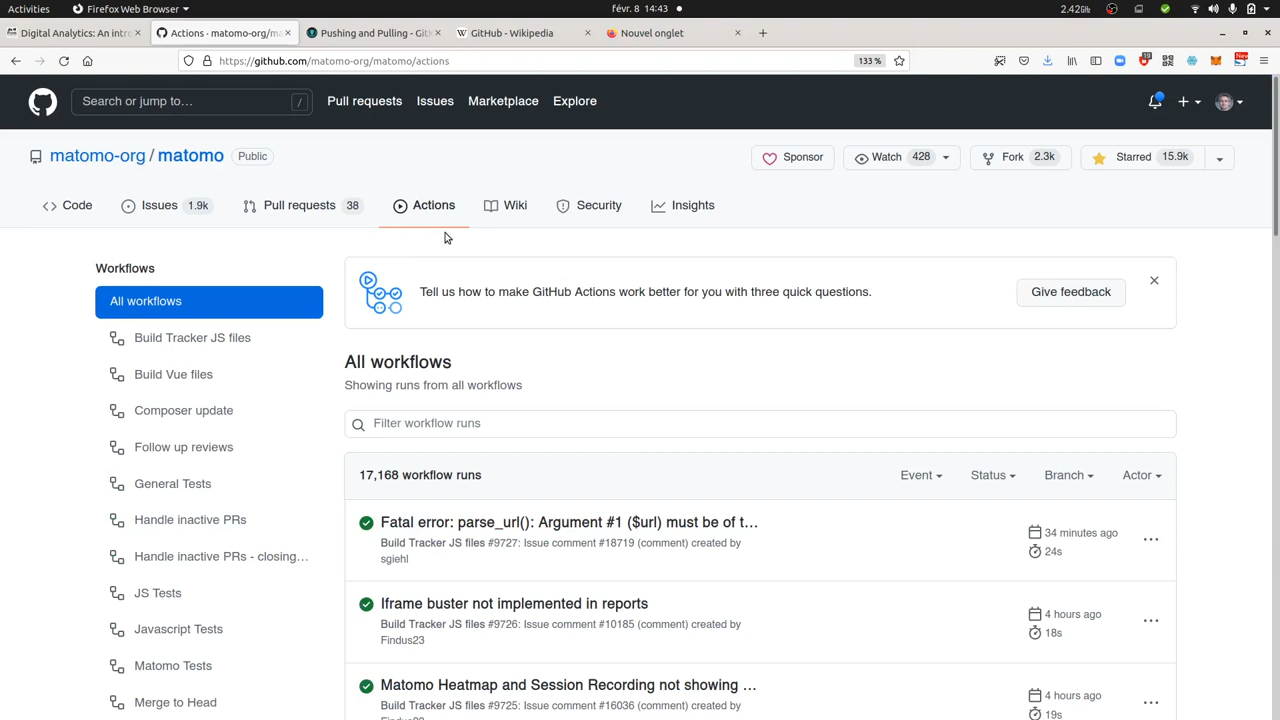 Activities
Firefox Web Browser
févr. 8 14:43
2.42 GHz
Digital Analytics: An intr
Actions · matomo-org/ma
Pushing and Pulling - Gitl
GitHub - Wikipedia
Nouvel onglet
https://github.com/matomo-org/matomo/actions
133 %
19
New
Search or jump to…
/
Pull requests
Issues
Marketplace
Explore
matomo-org / matomo
Public
Sponsor
Watch 428
Fork 2.3k
Starred 15.9k
Code
Issues 1.9k
Pull requests 38
Actions
Wiki
Security
Insights
Workflows
All workflows
Build Tracker JS files
Build Vue files
Composer update
Follow up reviews
General Tests
Handle inactive PRs
Handle inactive PRs - closing…
JS Tests
Javascript Tests
Matomo Tests
Merge to Head
Tell us how to make GitHub Actions work better for you with three quick questions.
Give feedback
All workflows
Showing runs from all workflows
Filter workflow runs
17,168 workflow runs
Event
Status
Branch
Actor
Fatal error: parse_url(): Argument #1 ($url) must be of t…
Build Tracker JS files #9727: Issue comment #18719 (comment) created by
sgiehl
34 minutes ago
24s
Iframe buster not implemented in reports
Build Tracker JS files #9726: Issue comment #10185 (comment) created by
Findus23
4 hours ago
18s
Matomo Heatmap and Session Recording not showing …
Build Tracker JS files #9725: Issue comment #16036 (comment) created by
Findus23
4 hours ago
19s